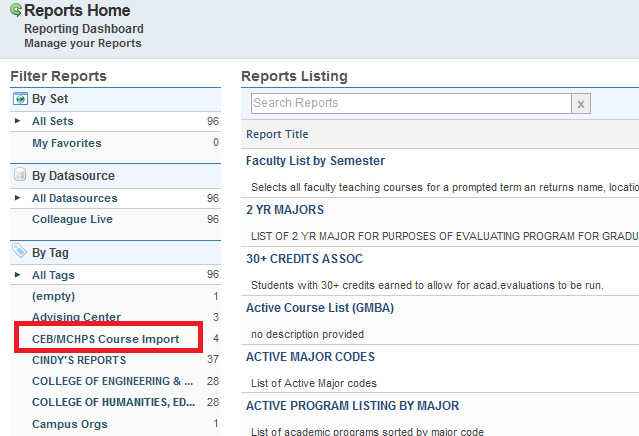 Reports Home
Reporting Dashboard
Manage your Reports
Filter Reports
By Set
All Sets 96
My Favorites 0
By Datasource
All Datasources 96
Colleague Live 96
By Tag
All Tags 96
(empty) 1
Advising Center 3
CEB/MCHPS Course Import 4
CINDY'S REPORTS 37
COLLEGE OF ENGINEERING & ... 28
COLLEGE OF HUMANITIES, ED... 28
Campus Orgs 1
Reports Listing
Search Reports x
Report Title
Faculty List by Semester
Selects all faculty teaching courses for a prompted term an returns name, locatio
2 YR MAJORS
LIST OF 2 YR MAJOR FOR PURPOSES OF EVALUATING PROGRAM FOR GRADU
30+ CREDITS ASSOC
Students with 30+ credits earned to allow for acad.evaluations to be run.
Active Course List (GMBA)
no description provided
ACTIVE MAJOR CODES
List of Active Major codes
ACTIVE PROGRAM LISTING BY MAJOR
List of academic programs sorted by major code